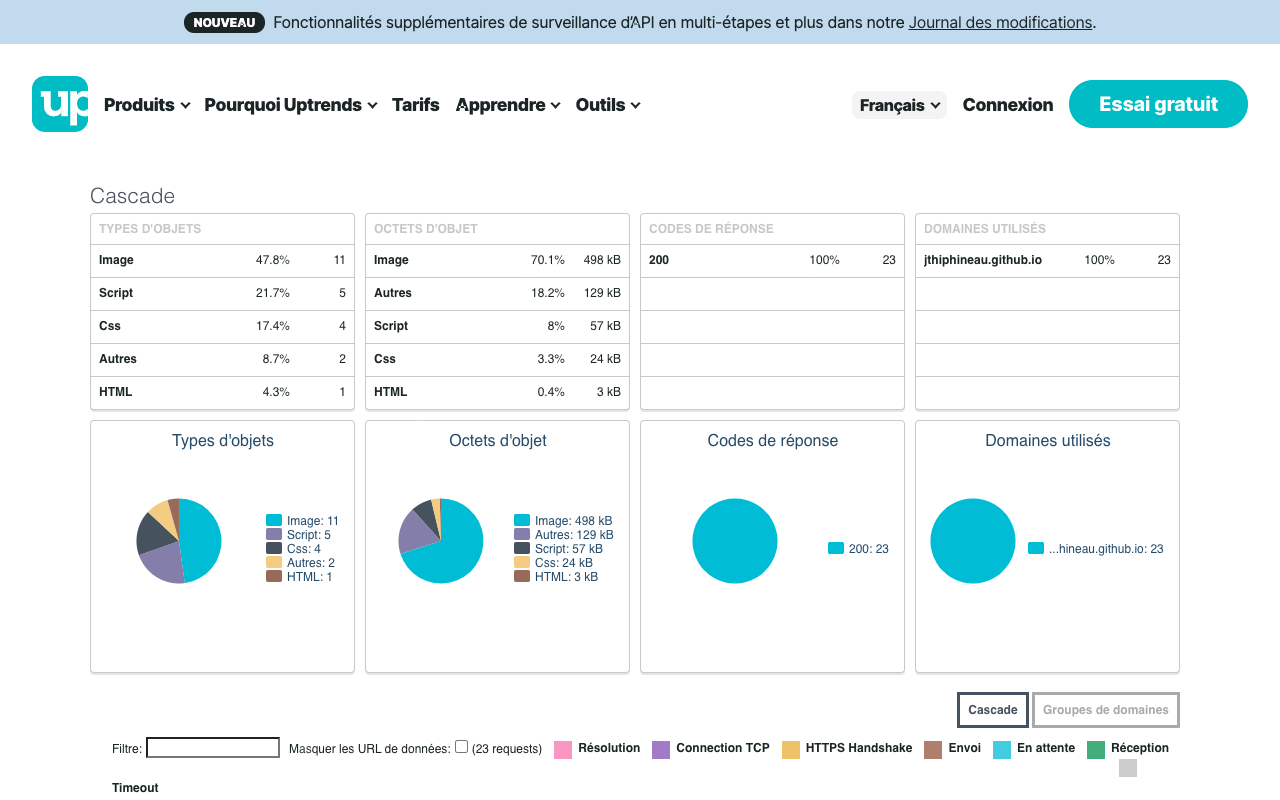 NOUVEAU Fonctionnalités supplémentaires de surveillance d'API en multi-étapes et plus dans notre Journal des modifications.
up Produits Pourquoi Uptrends Tarifs Apprendre Outils Français Connexion Essai gratuit
Cascade
TYPES D'OBJETS
Image 47.8% 11
Script 21.7% 5
Css 17.4% 4
Autres 8.7% 2
HTML 4.3% 1
OCTETS D'OBJET
Image 70.1% 498 kB
Autres 18.2% 129 kB
Script 8% 57 kB
Css 3.3% 24 kB
HTML 0.4% 3 kB
CODES DE RÉPONSE
200 100% 23
DOMAINES UTILISÉS
jthiphineau.github.io 100% 23
Types d'objets
Image: 11
Script: 5
Css: 4
Autres: 2
HTML: 1
Octets d'objet
Image: 498 kB
Autres: 129 kB
Script: 57 kB
Css: 24 kB
HTML: 3 kB
Codes de réponse
200: 23
Domaines utilisés
...hineau.github.io: 23
Cascade Groupes de domaines
Filtre: Masquer les URL de données: (23 requests) Résolution Connection TCP HTTPS Handshake Envoi En attente Réception
Timeout